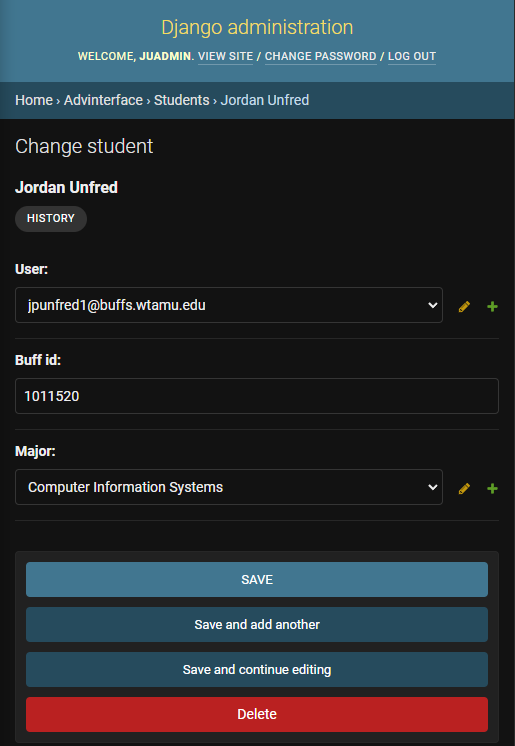 Django administration
WELCOME, JUADMIN. VIEW SITE / CHANGE PASSWORD / LOG OUT
Home › Advinterface › Students › Jordan Unfred
Change student
Jordan Unfred
HISTORY
User:
jpunfred1@buffs.wtamu.edu
Buff id:
1011520
Major:
Computer Information Systems
SAVE
Save and add another
Save and continue editing
Delete